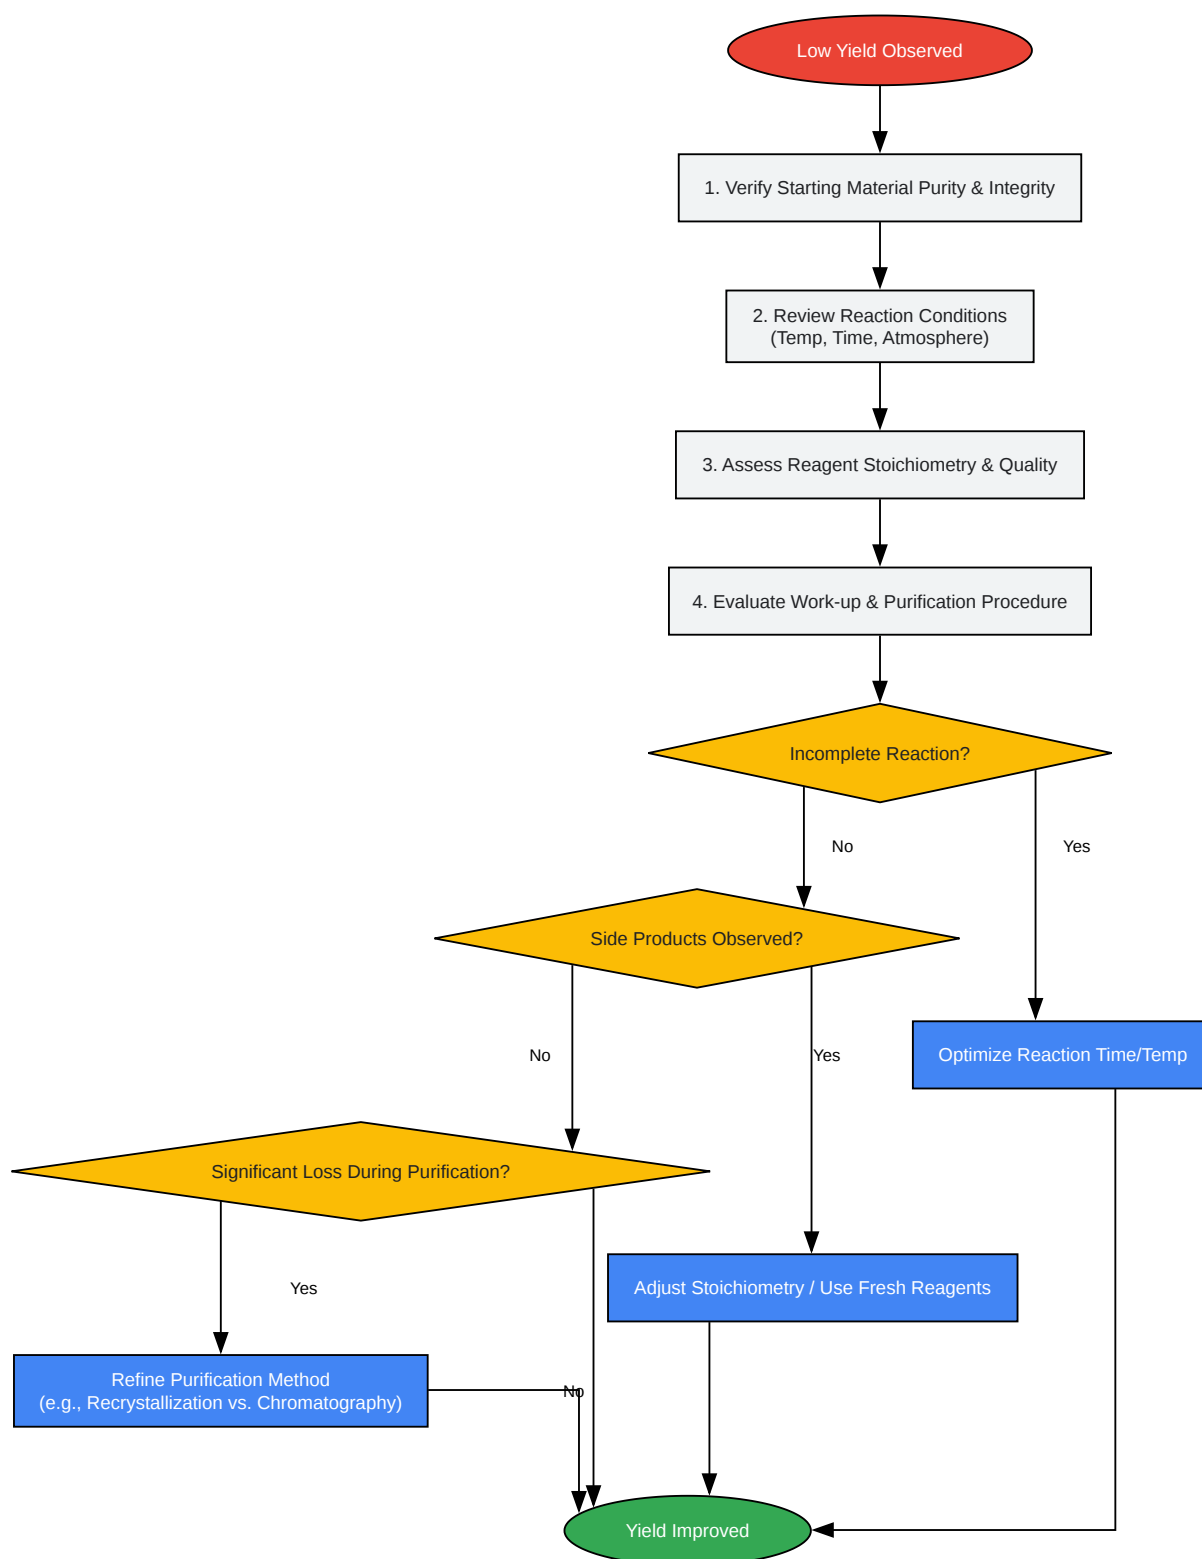 Low Yield Observed
1. Verify Starting Material Purity & Integrity
2. Review Reaction Conditions
(Temp, Time, Atmosphere)
3. Assess Reagent Stoichiometry & Quality
4. Evaluate Work-up & Purification Procedure
Incomplete Reaction?
No
Yes
Side Products Observed?
No
Yes
Optimize Reaction Time/Temp
Significant Loss During Purification?
Yes
Adjust Stoichiometry / Use Fresh Reagents
Refine Purification Method
(e.g., Recrystallization vs. Chromatography)
No
Yield Improved